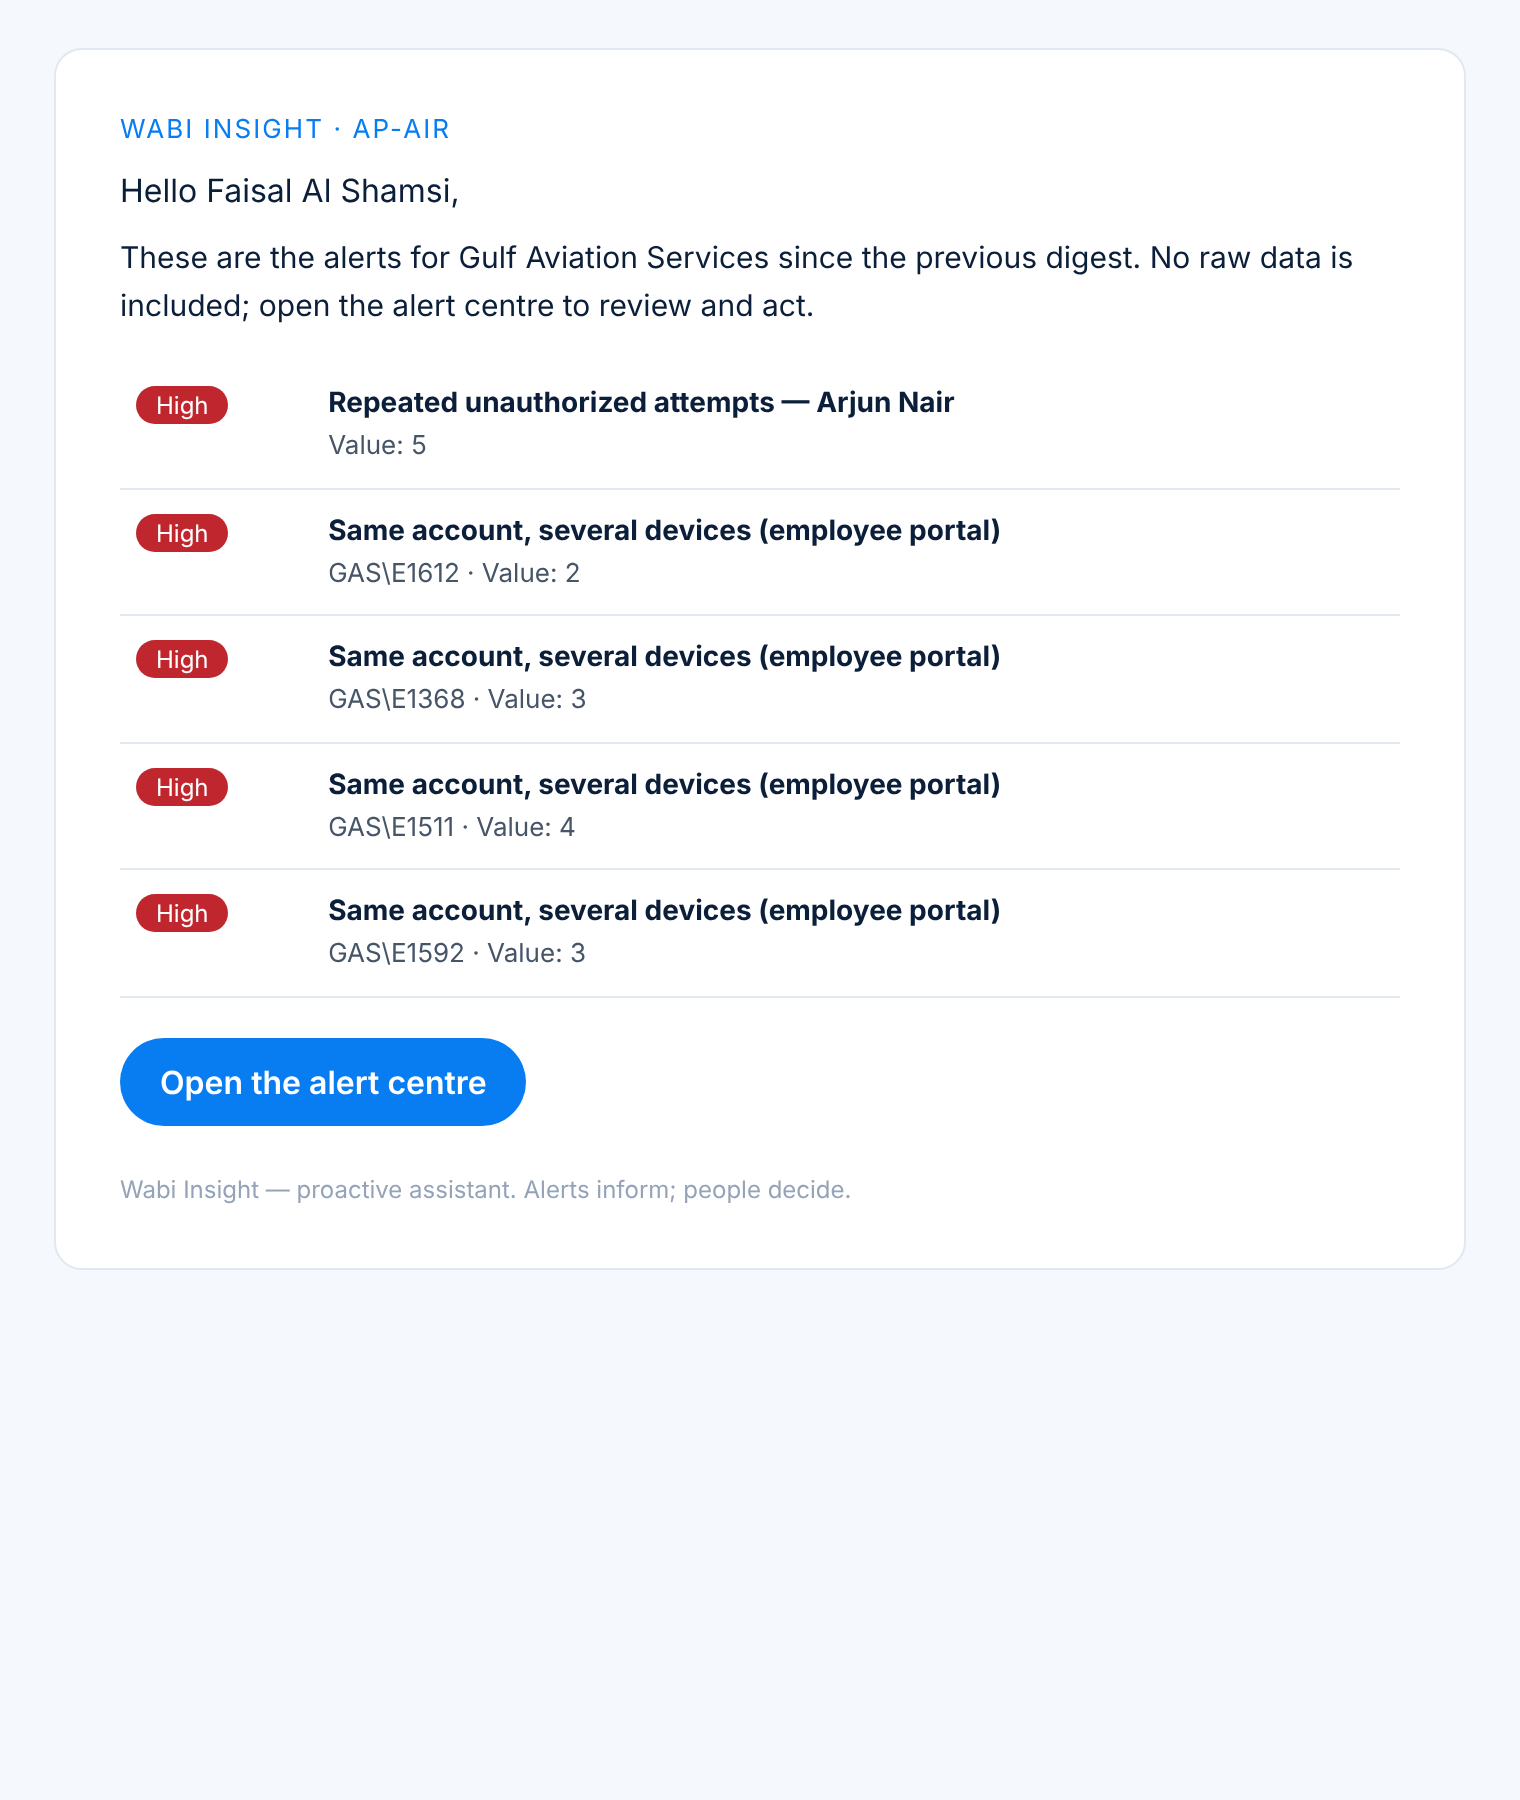 WABI INSIGHT · AP-AIR
Hello Faisal Al Shamsi,
These are the alerts for Gulf Aviation Services since the previous digest. No raw data is
included; open the alert centre to review and act.
High
Repeated unauthorized attempts — Arjun Nair
Value: 5
High
Same account, several devices (employee portal)
GAS\E1612 · Value: 2
High
Same account, several devices (employee portal)
GAS\E1368 · Value: 3
High
Same account, several devices (employee portal)
GAS\E1511 · Value: 4
High
Same account, several devices (employee portal)
GAS\E1592 · Value: 3
Open the alert centre
Wabi Insight — proactive assistant. Alerts inform; people decide.